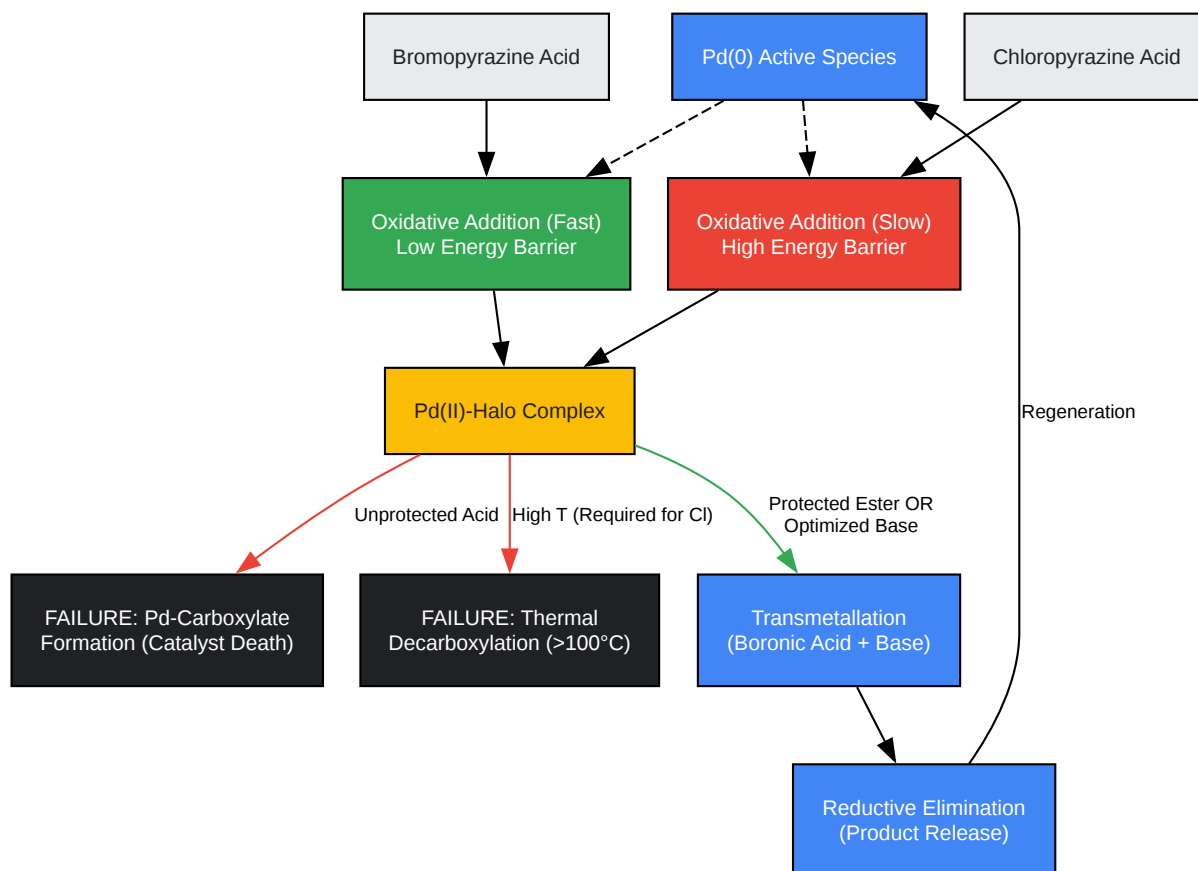 Bromopyrazine Acid
Pd(0) Active Species
Chloropyrazine Acid
Oxidative Addition (Fast)
Low Energy Barrier
Oxidative Addition (Slow)
High Energy Barrier
Pd(II)-Halo Complex
Regeneration
Unprotected Acid
High T (Required for Cl)
Protected Ester OR
Optimized Base
FAILURE: Pd-Carboxylate
Formation (Catalyst Death)
FAILURE: Thermal
Decarboxylation (>100°C)
Transmetallation
(Boronic Acid + Base)
Reductive Elimination
(Product Release)